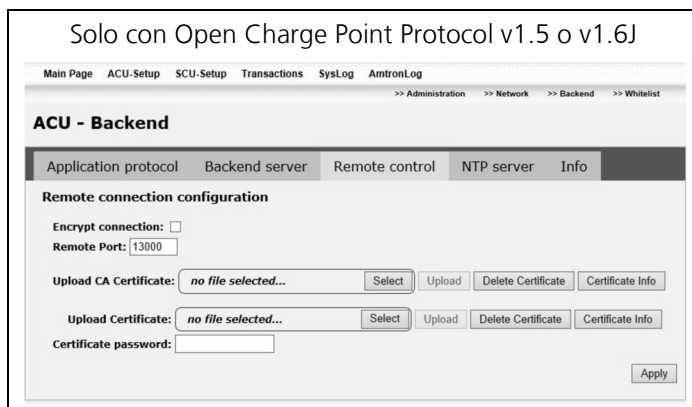 Solo con Open Charge Point Protocol v1.5 o v1.6J
Main Page ACU-Setup SCU-Setup Transactions SysLog AmtronLog
>> Administration >> Network >> Backend >> Whitelist
ACU - Backend
Application protocol Backend server Remote control NTP server Info
Remote connection configuration
Encrypt connection:
Remote Port: 13000
Upload CA Certificate: no file selected... Select Upload Delete Certificate Certificate Info
Upload Certificate: no file selected... Select Upload Delete Certificate Certificate Info
Certificate password:
Apply